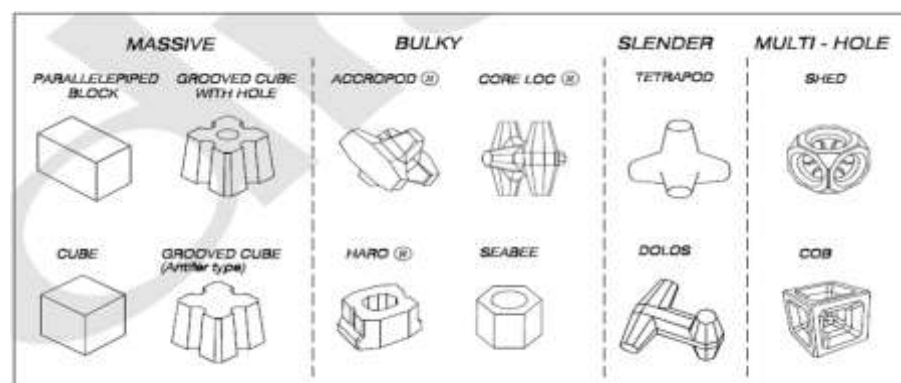 MASSIVE BULKY SLENDER MULTI - HOLE
PARALLELEPIPED BLOCK
GROOVED CUBE WITH HOLE
ACCROPOD ®
CORE LOC ®
TETRAPOD
SHED
CUBE
GROOVED CUBE
(Antifer type)
HARO ®
SEABEE
DOLOS
COB